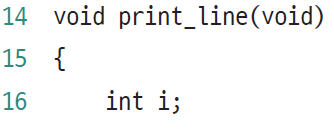 14 void print_line(void)
15 {
16     int i;